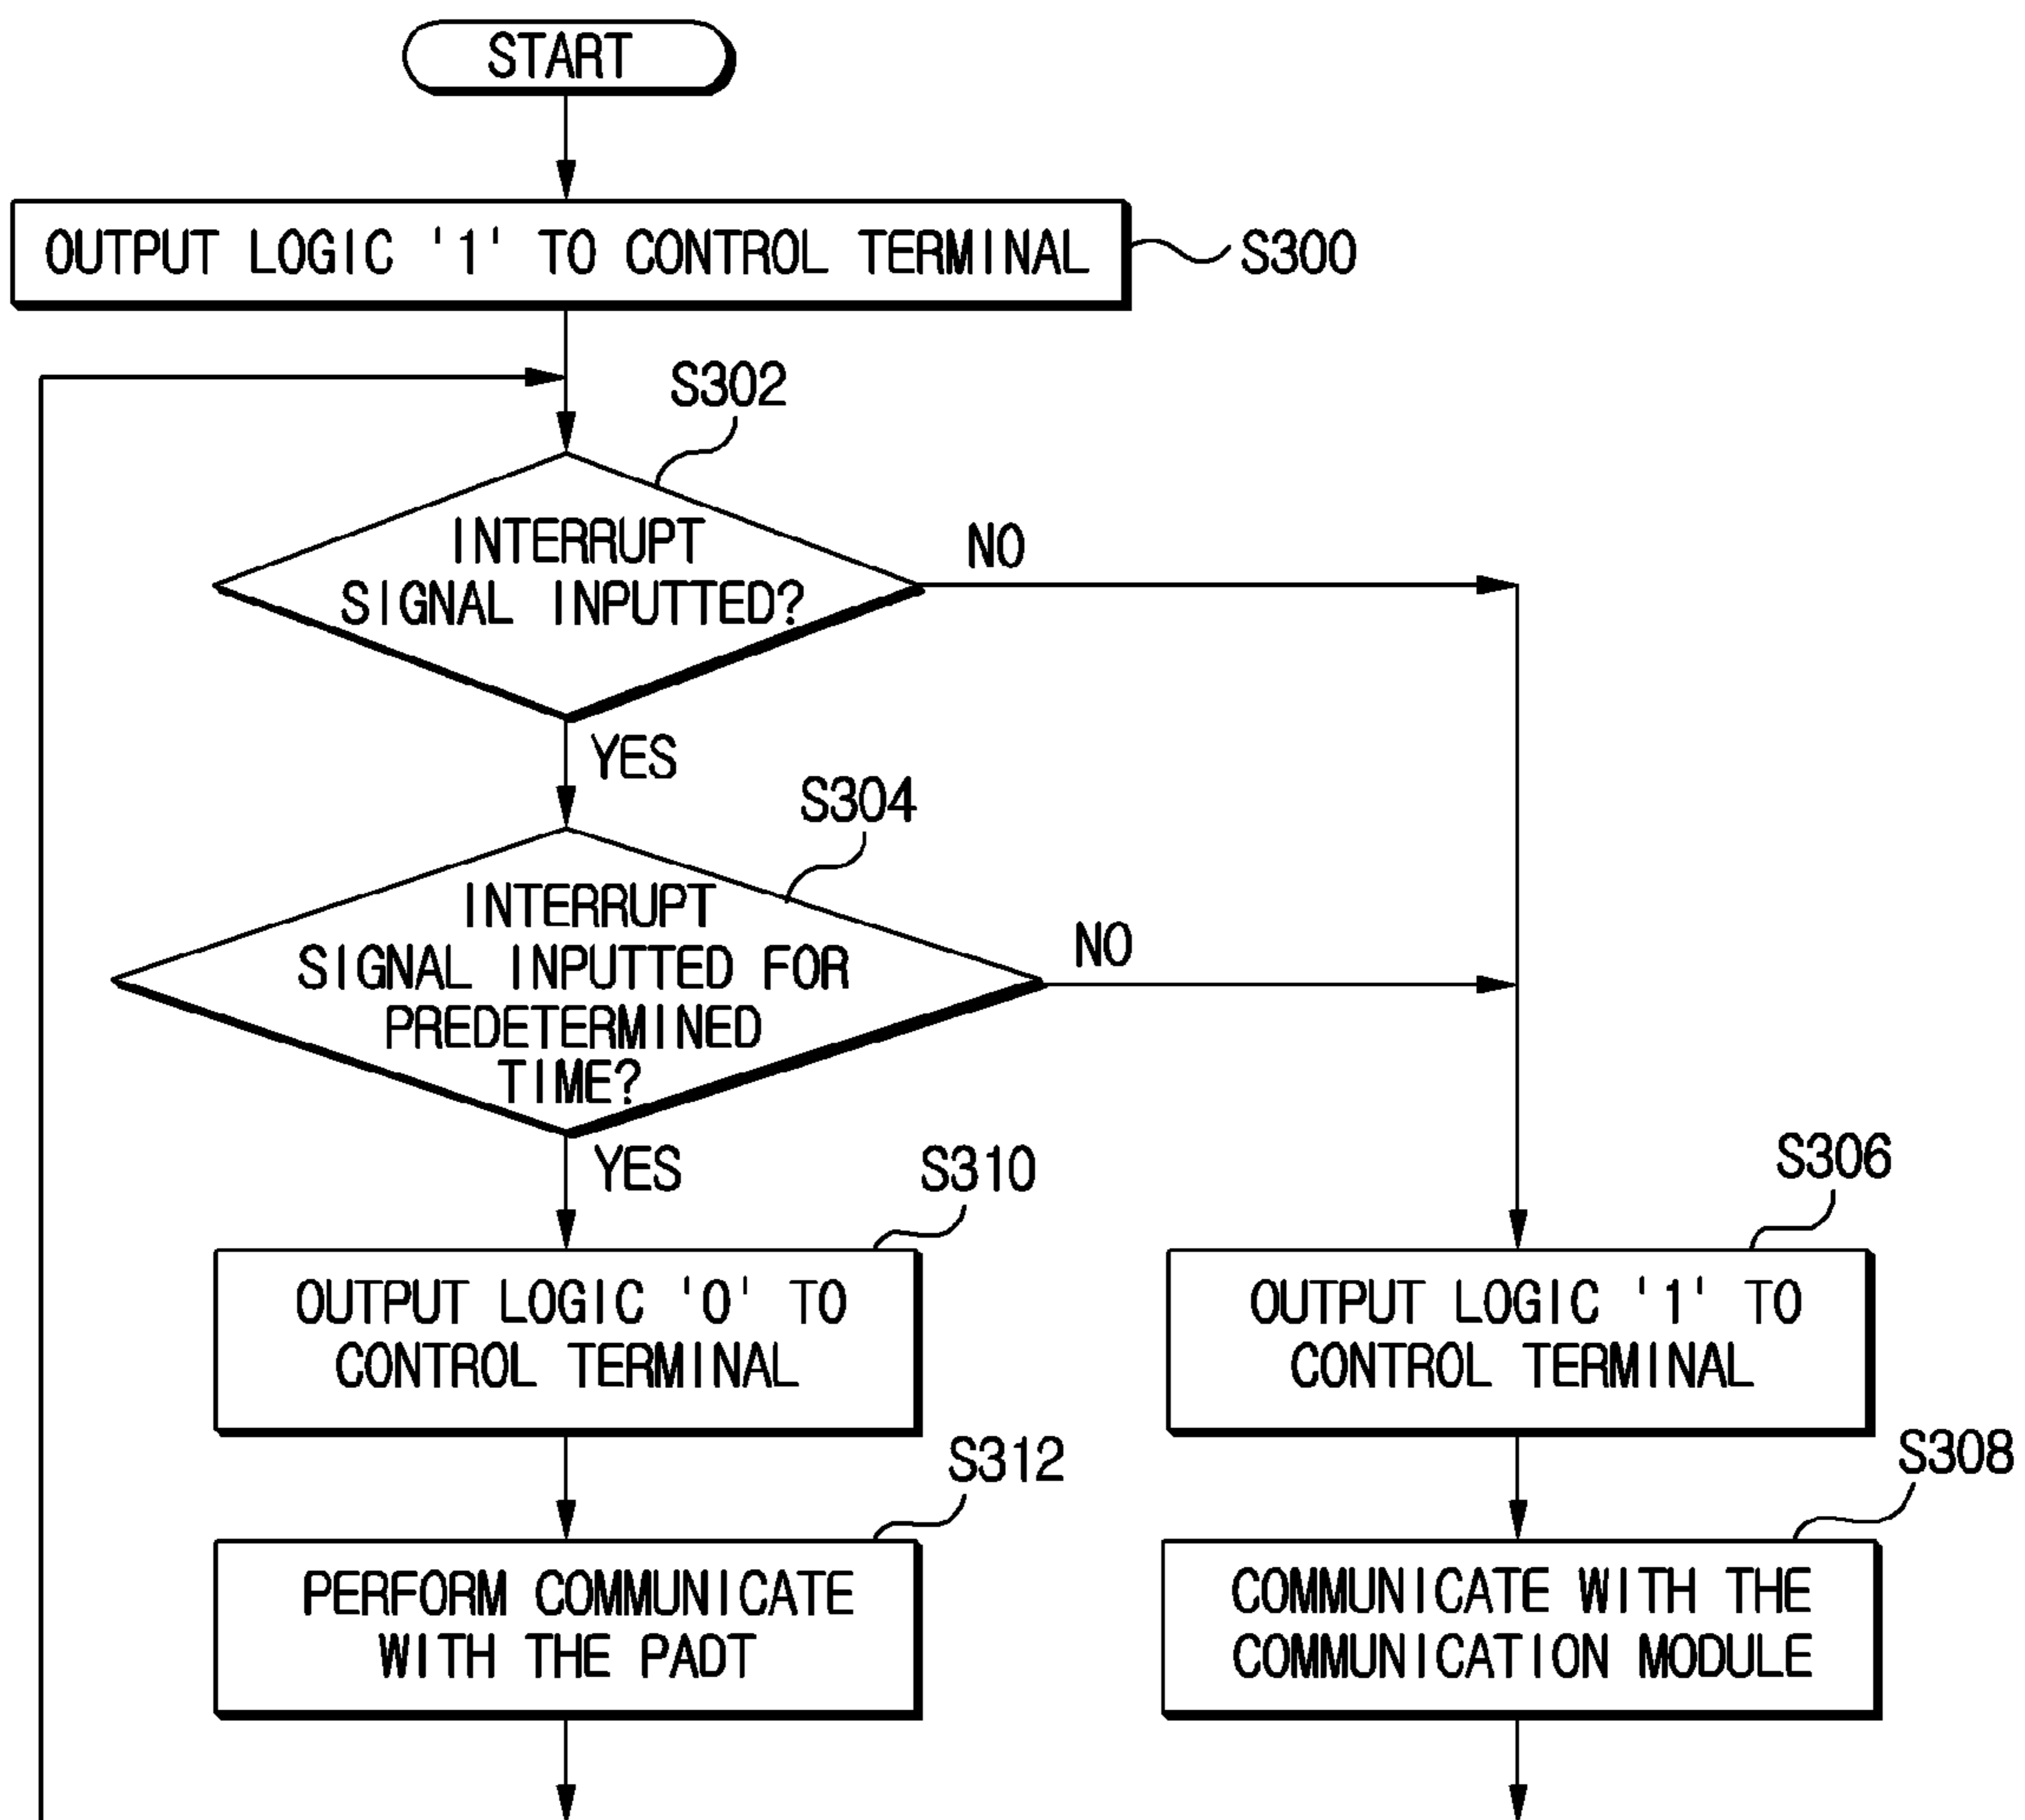 START
OUTPUT LOGIC '1' TO CONTROL TERMINAL
S300
S302
INTERRUPT
SIGNAL INPUTTED?
NO
YES
S304
INTERRUPT
SIGNAL INPUTTED FOR
PREDETERMINED
TIME?
NO
YES
S310
S306
OUTPUT LOGIC '0' TO
CONTROL TERMINAL
OUTPUT LOGIC '1' TO
CONTROL TERMINAL
S312
S308
PERFORM COMMUNICATE
WITH THE PADT
COMMUNICATE WITH THE
COMMUNICATION MODULE